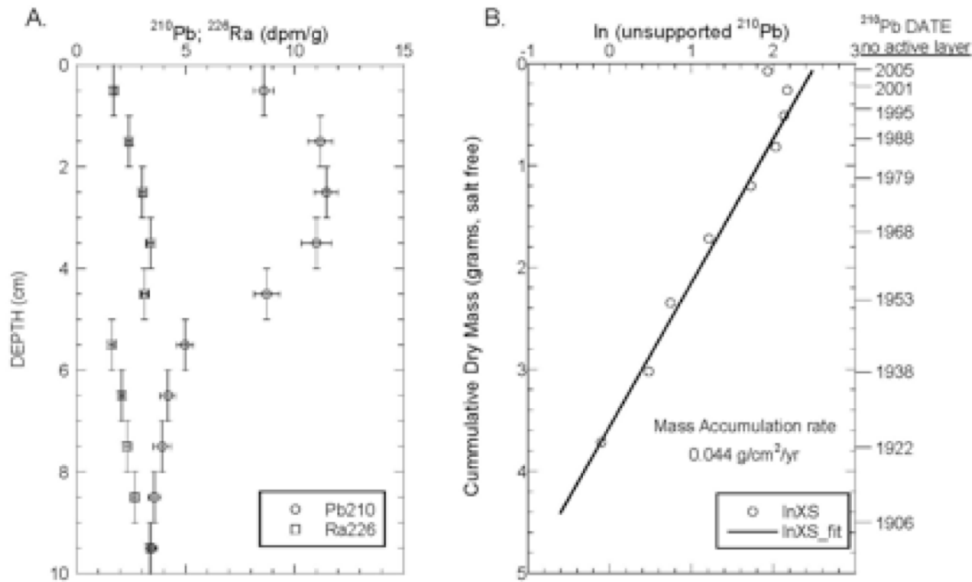 A.
²¹⁰Pb; ²²⁶Ra (dpm/g)
0 5 10 15
DEPTH (cm)
0
2
4
6
8
10
Pb210
Ra226
B.
ln (unsupported ²¹⁰Pb)
-1 0 1 2 3
Cummulative Dry Mass (grams, salt free)
0
1
2
3
4
5
Mass Accumulation rate
0.044 g/cm²/yr
lnXS
lnXS_fit
²¹⁰Pb DATE
no active layer
2005
2001
1995
1988
1979
1968
1953
1938
1922
1906